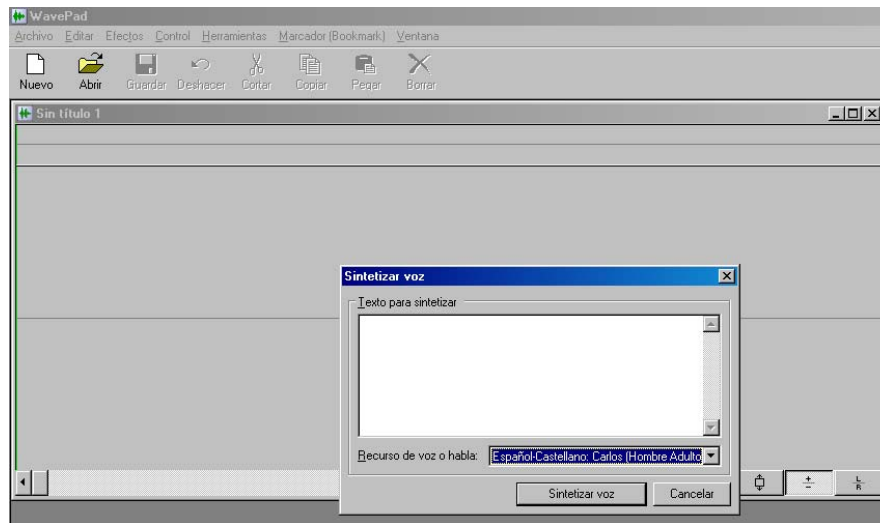 WavePad
Archivo Editar Efectos Control Herramientas Marcador (Bookmark) Ventana
Nuevo Abrir Guardar Deshacer Cortar Copiar Pegar Borrar
Sin título 1
Sintetizar voz
Texto para sintetizar
Recurso de voz o habla: Español-Castellano: Carlos (Hombre Adulto
Sintetizar voz Cancelar
+
−
L
R